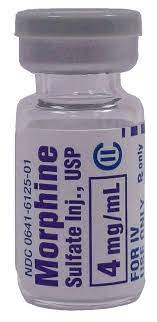 NDC 0641-6125-01
Morphine
Sulfate Inj., USP
CII
4 mg/mL
FOR IV
USE ONLY
Rx only